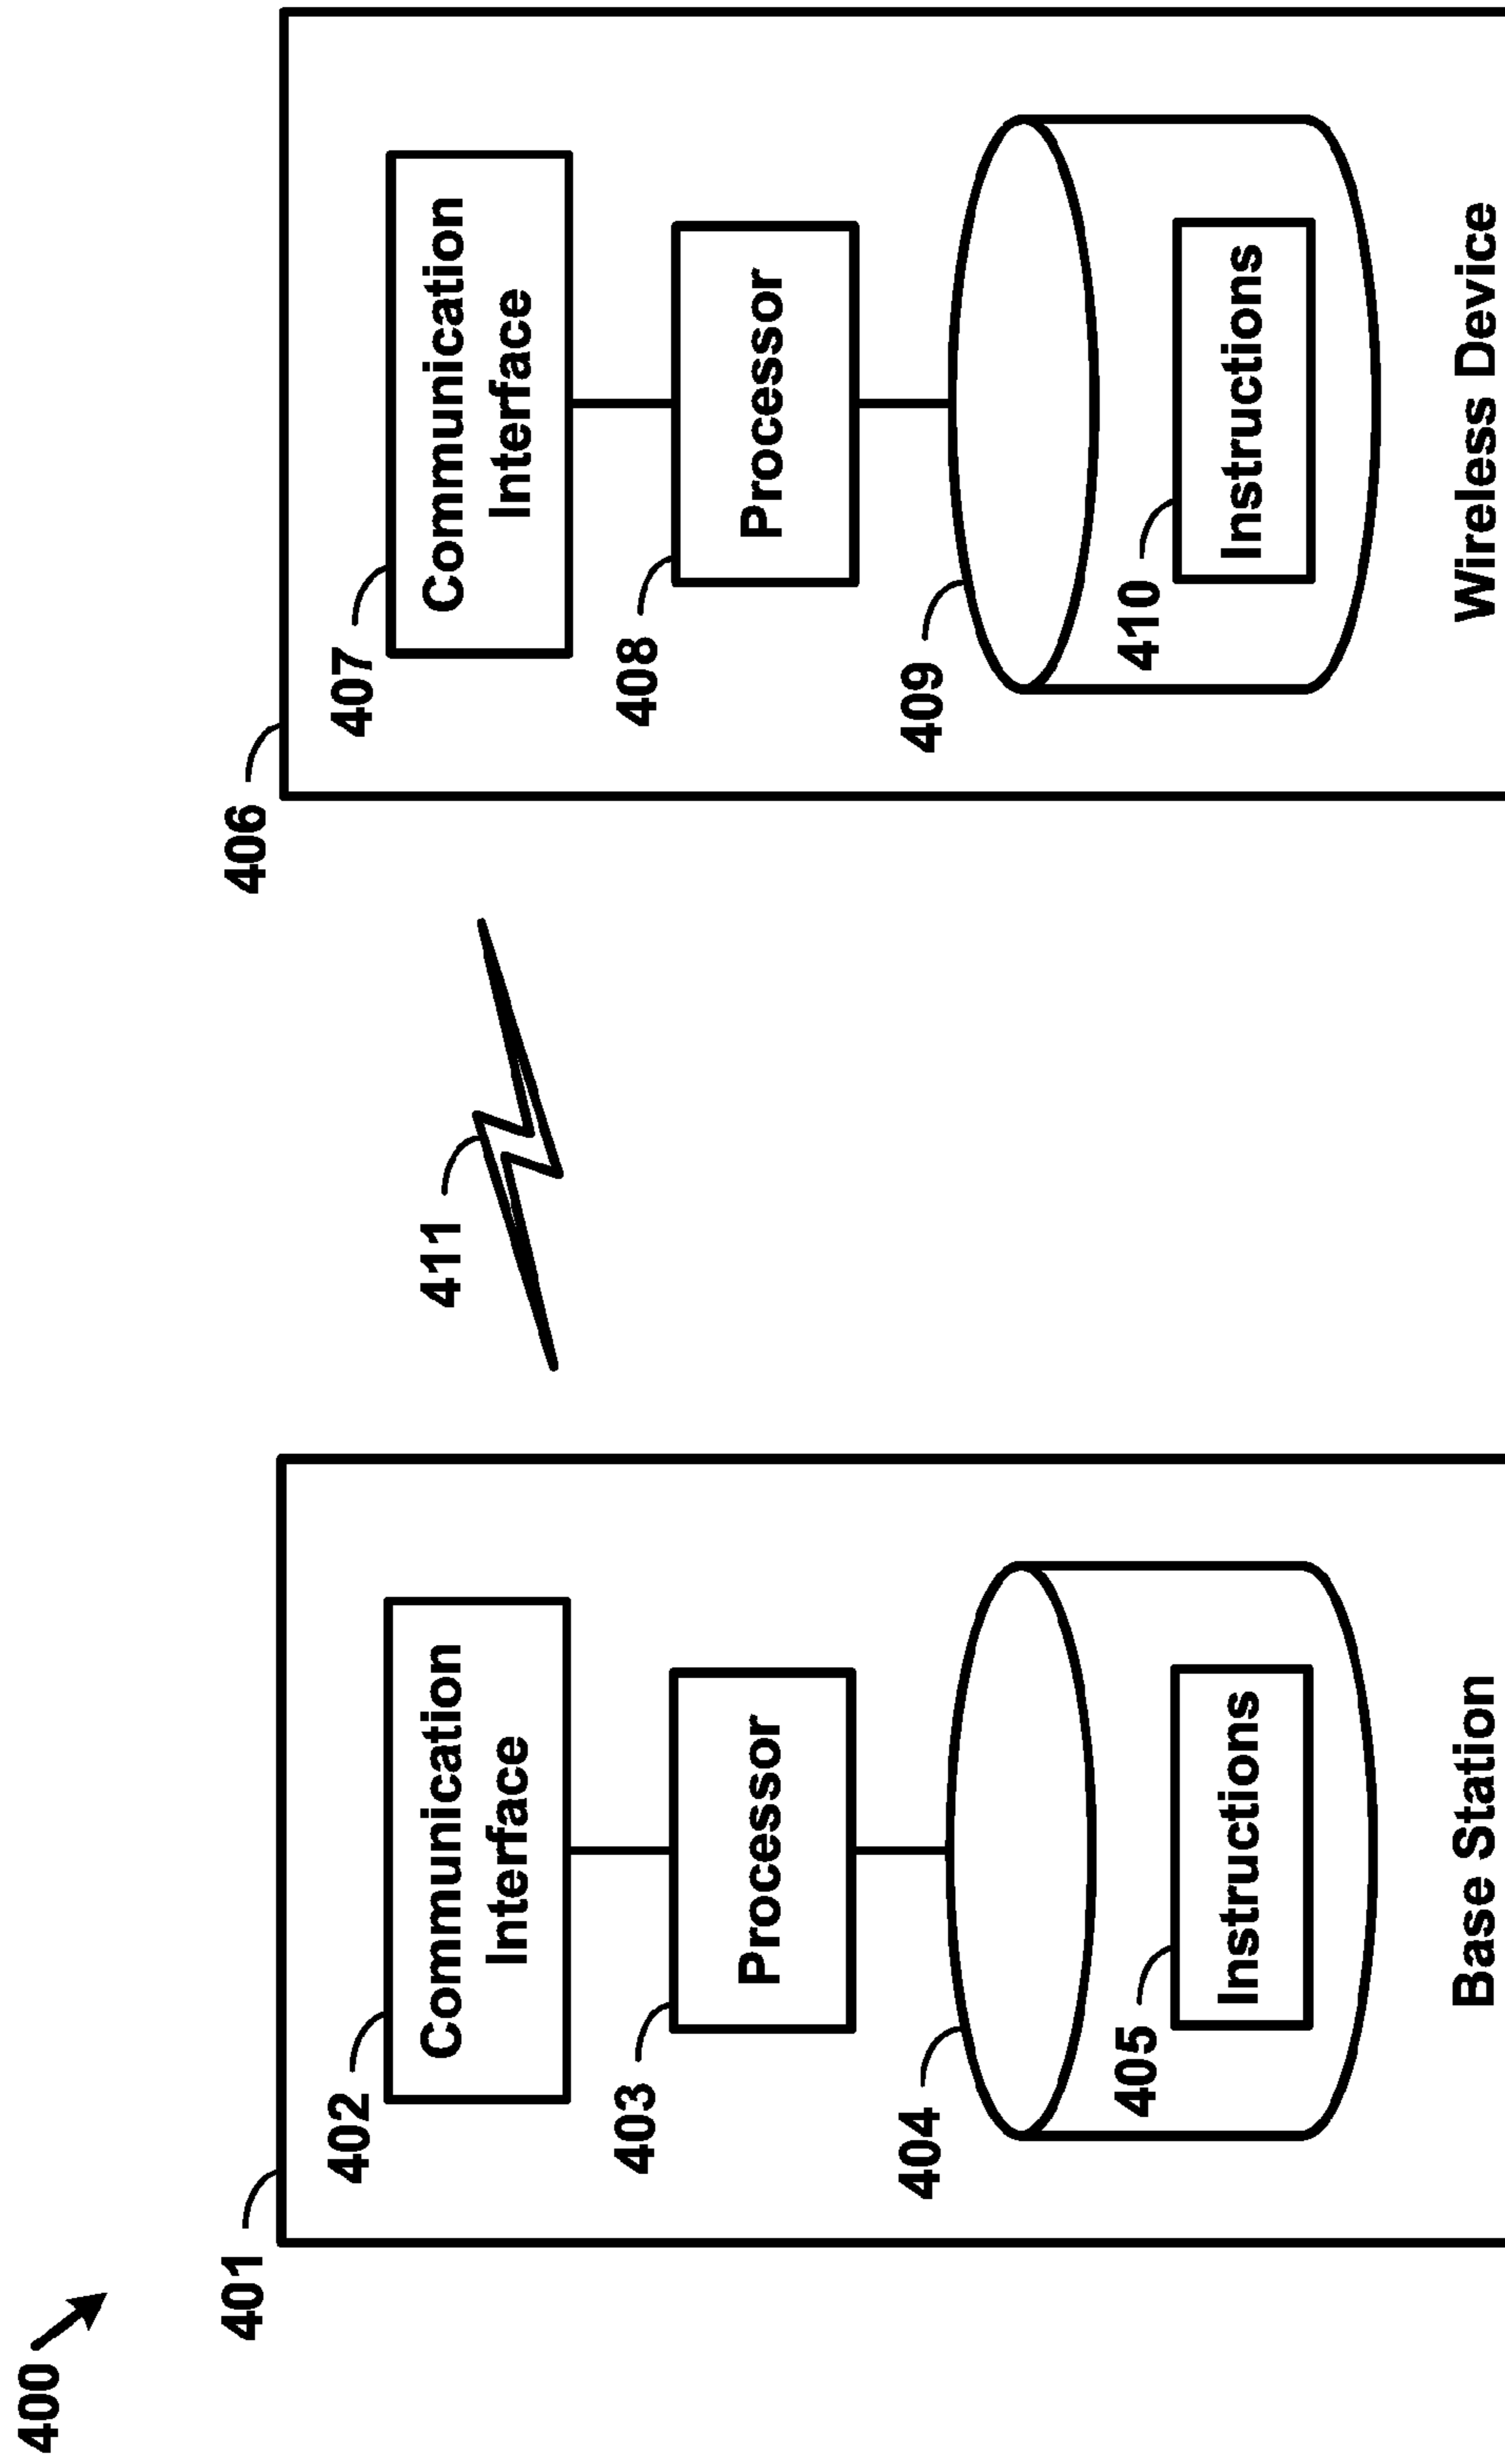 400
401
402
Communication
Interface
403
Processor
404
405
Instructions
Base Station
411
406
407
Communication
Interface
408
Processor
409
410
Instructions
Wireless Device